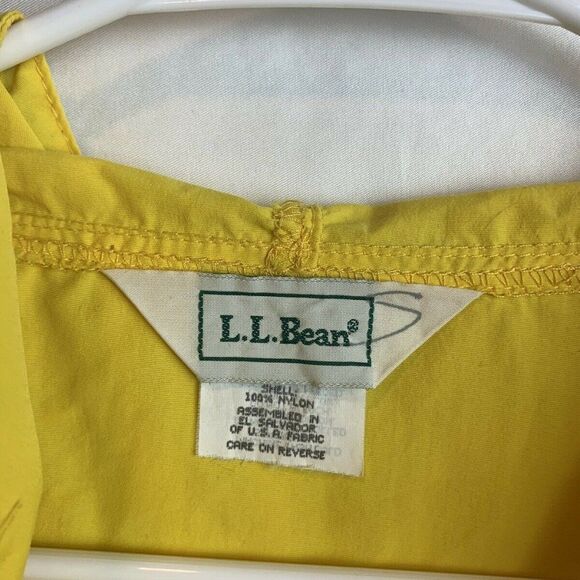 L.L.Bean®
SHELL:
100% NYLON
ASSEMBLED IN
EL SALVADOR
OF U.S.A. FABRIC
CARE ON REVERSE